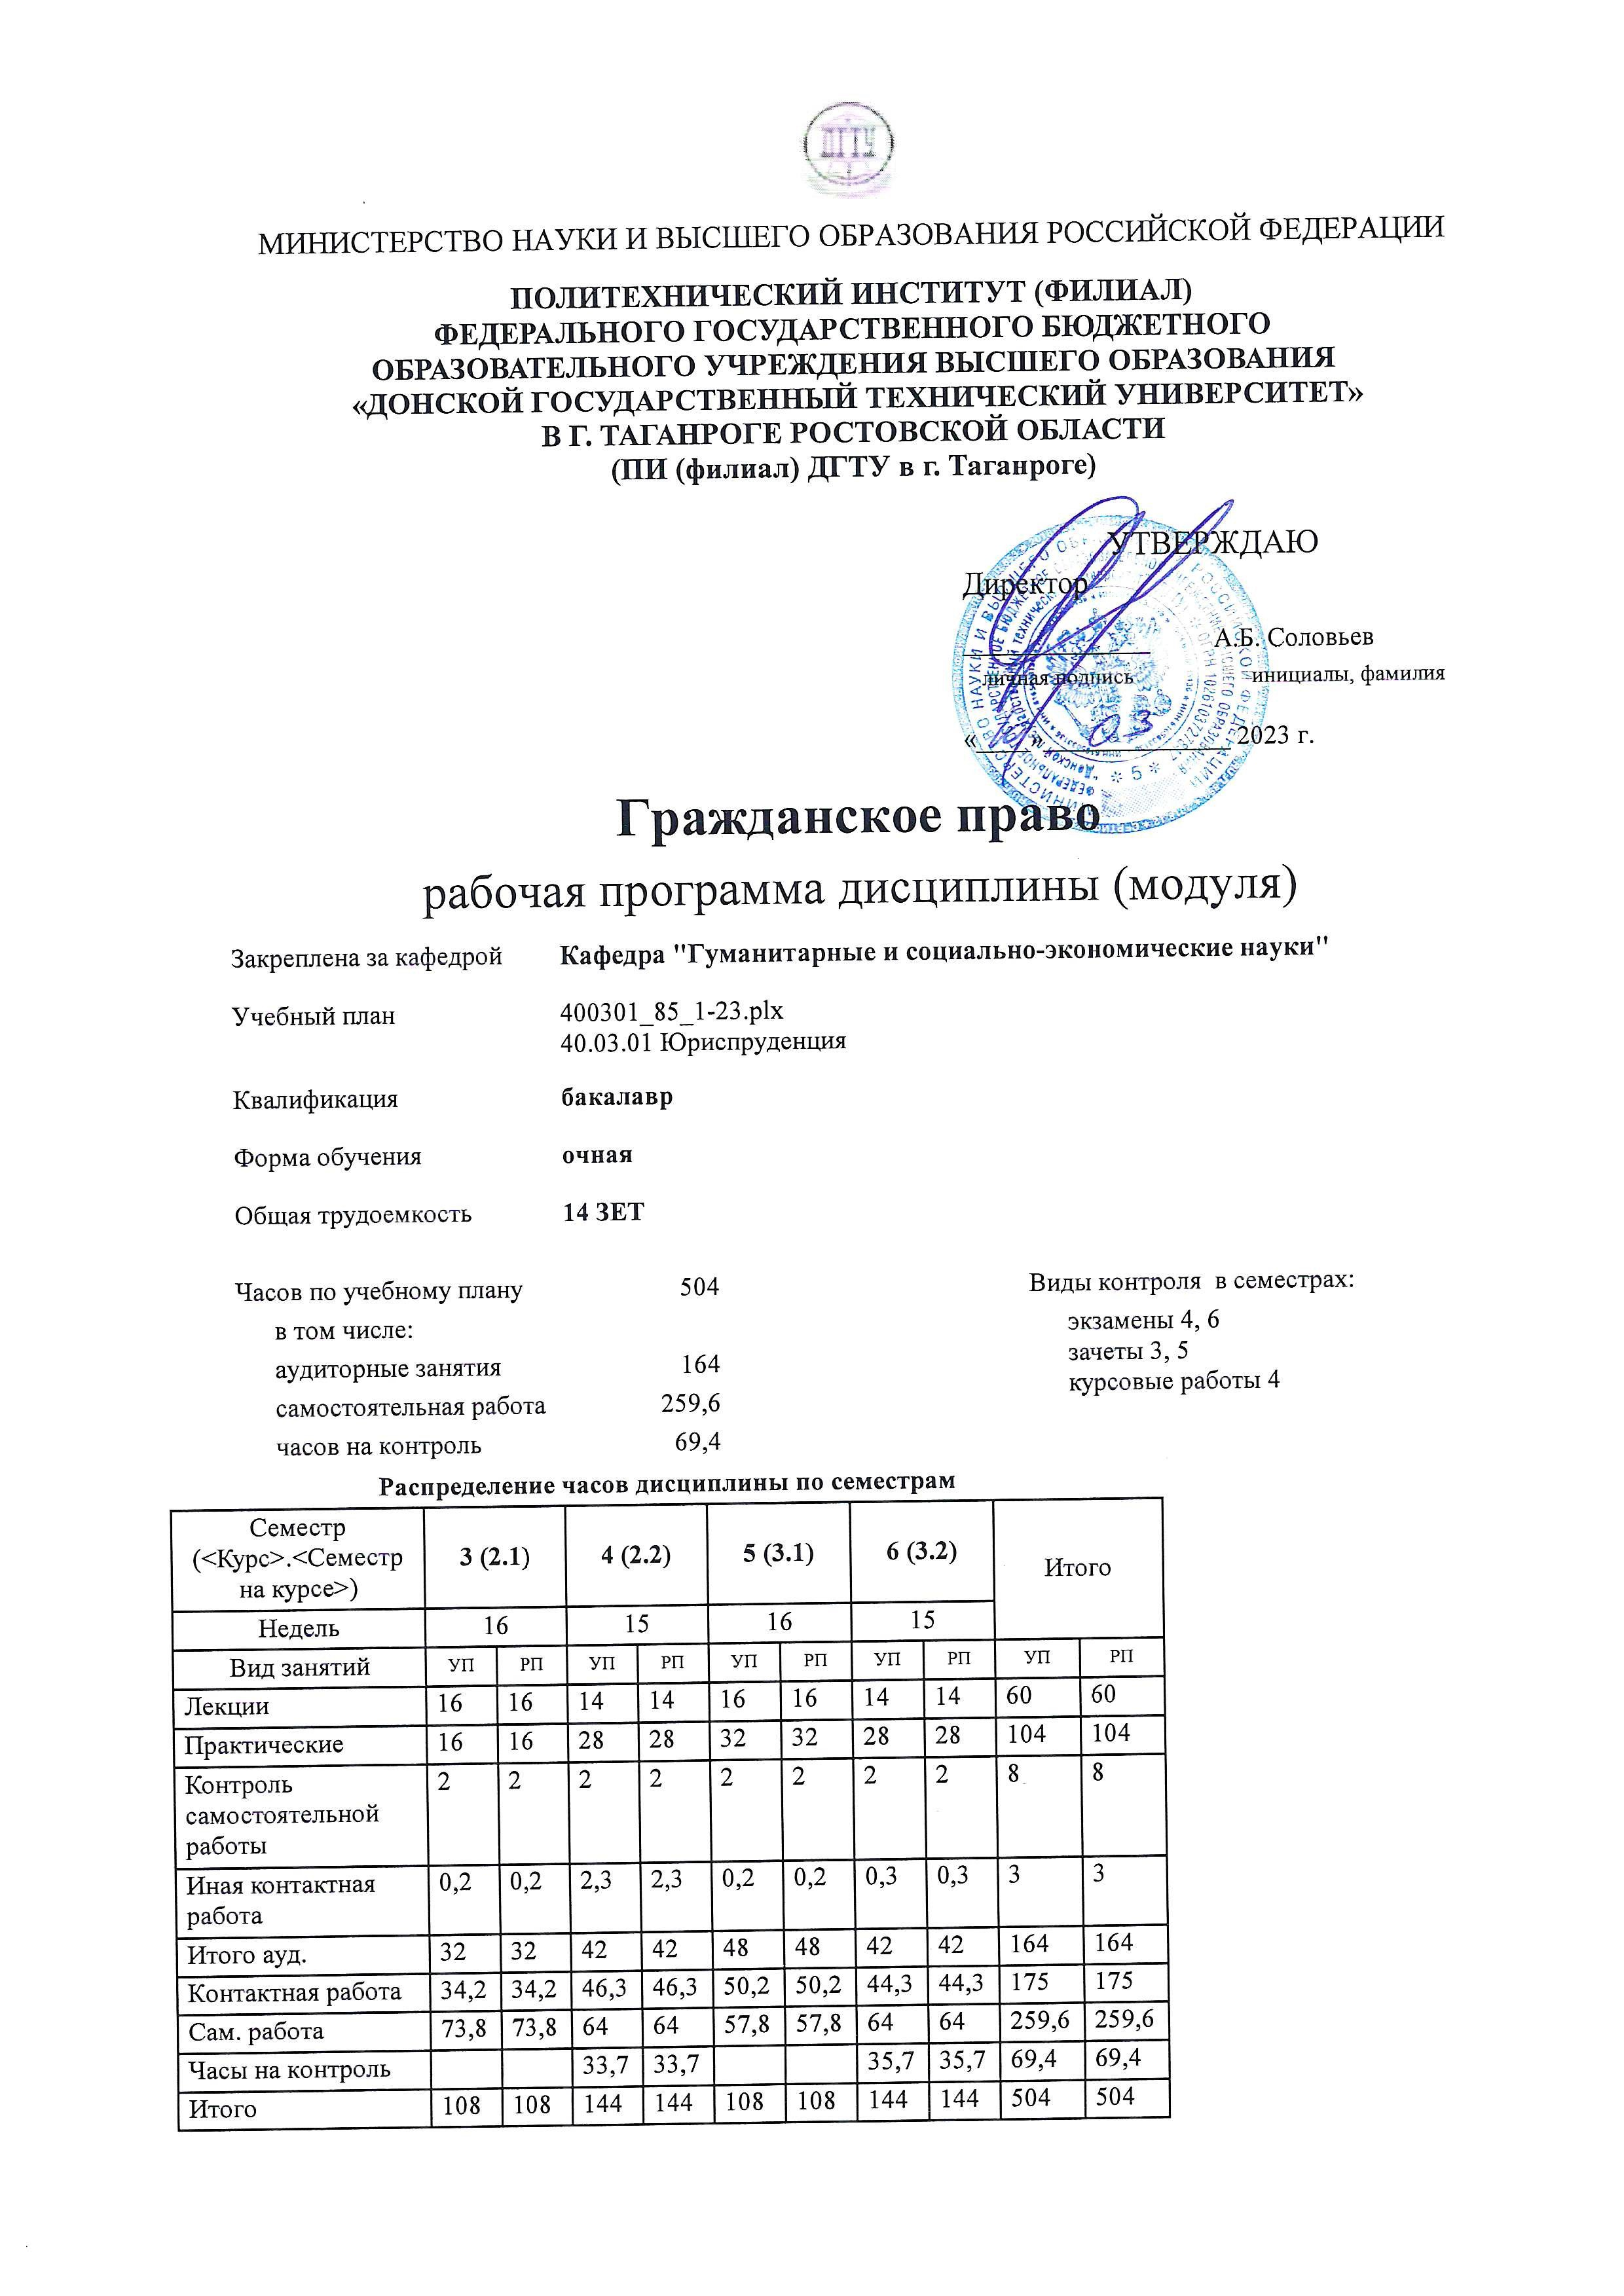 ДГТУ
МИНИСТЕРСТВО НАУКИ И ВЫСШЕГО ОБРАЗОВАНИЯ РОССИЙСКОЙ ФЕДЕРАЦИИ
ПОЛИТЕХНИЧЕСКИЙ ИНСТИТУТ (ФИЛИАЛ)
ФЕДЕРАЛЬНОГО ГОСУДАРСТВЕННОГО БЮДЖЕТНОГО
ОБРАЗОВАТЕЛЬНОГО УЧРЕЖДЕНИЯ ВЫСШЕГО ОБРАЗОВАНИЯ
«ДОНСКОЙ ГОСУДАРСТВЕННЫЙ ТЕХНИЧЕСКИЙ УНИВЕРСИТЕТ»
В Г. ТАГАНРОГЕ РОСТОВСКОЙ ОБЛАСТИ
(ПИ (филиал) ДГТУ в г. Таганроге)
УТВЕРЖДАЮ
Директор
А.Б. Соловьев
личная подпись инициалы, фамилия
«____» 03 2023 г.
Гражданское право
рабочая программа дисциплины (модуля)
Закреплена за кафедрой Кафедра "Гуманитарные и социально-экономические науки"
Учебный план 400301_85_1-23.plx
40.03.01 Юриспруденция
Квалификация бакалавр
Форма обучения очная
Общая трудоемкость 14 ЗЕТ
Часов по учебному плану 504 Виды контроля в семестрах:
в том числе: экзамены 4, 6
зачеты 3, 5
аудиторные занятия 164 курсовые работы 4
самостоятельная работа 259,6
часов на контроль 69,4
Распределение часов дисциплины по семестрам
Семестр
(<Курс>.<Семестр 3 (2.1) 4 (2.2) 5 (3.1) 6 (3.2) Итого
на курсе>)
Недель 16 15 16 15
Вид занятий УП РП УП РП УП РП УП РП УП РП
Лекции 16 16 14 14 16 16 14 14 60 60
Практические 16 16 28 28 32 32 28 28 104 104
Контроль 2 2 2 2 2 2 2 2 8 8
самостоятельной
работы
Иная контактная 0,2 0,2 2,3 2,3 0,2 0,2 0,3 0,3 3 3
работа
Итого ауд. 32 32 42 42 48 48 42 42 164 164
Контактная работа 34,2 34,2 46,3 46,3 50,2 50,2 44,3 44,3 175 175
Сам. работа 73,8 73,8 64 64 57,8 57,8 64 64 259,6 259,6
Часы на контроль 33,7 33,7 35,7 35,7 69,4 69,4
Итого 108 108 144 144 108 108 144 144 504 504